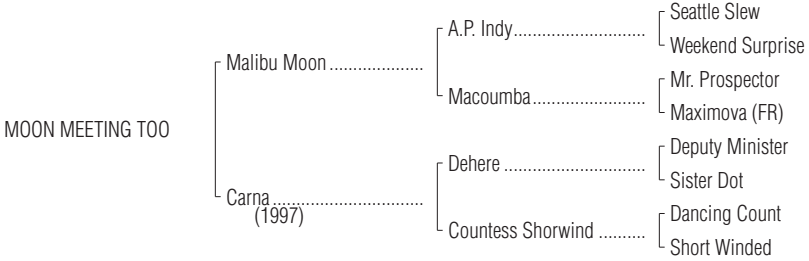 Seattle Slew
A.P. Indy..............................
Weekend Surprise
Malibu Moon .....................
Mr. Prospector
Macoumba..........................
Maximova (FR)
MOON MEETING TOO
Deputy Minister
Dehere ................................
Sister Dot
Carna..................................
(1997)
Dancing Count
Countess Shorwind ..........
Short Winded